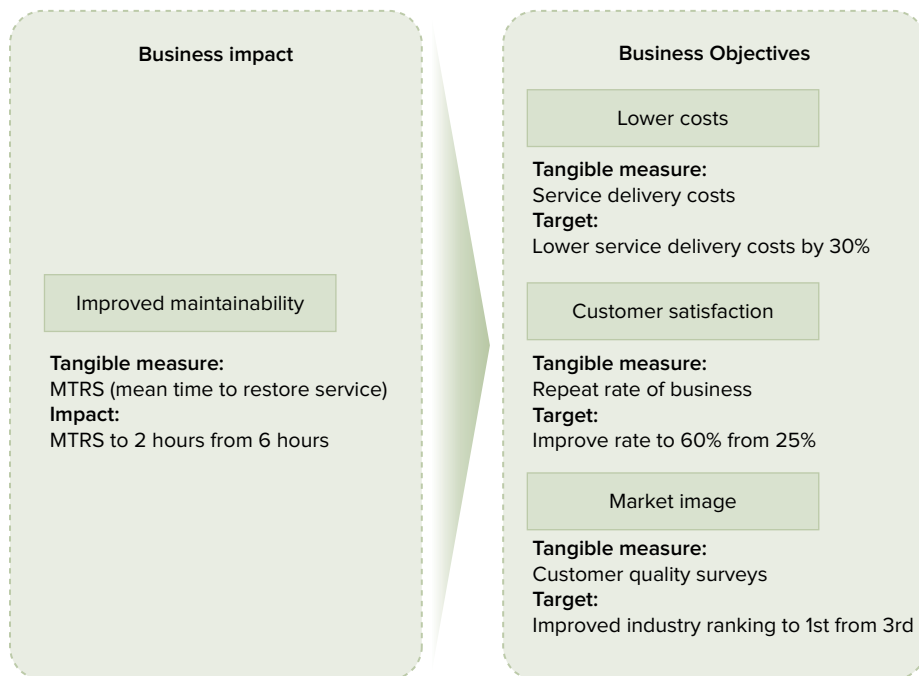 Business impact
Improved maintainability
Tangible measure:
MTRS (mean time to restore service)
Impact:
MTRS to 2 hours from 6 hours
Business Objectives
Lower costs
Tangible measure:
Service delivery costs
Target:
Lower service delivery costs by 30%
Customer satisfaction
Tangible measure:
Repeat rate of business
Target:
Improve rate to 60% from 25%
Market image
Tangible measure:
Customer quality surveys
Target:
Improved industry ranking to 1st from 3rd